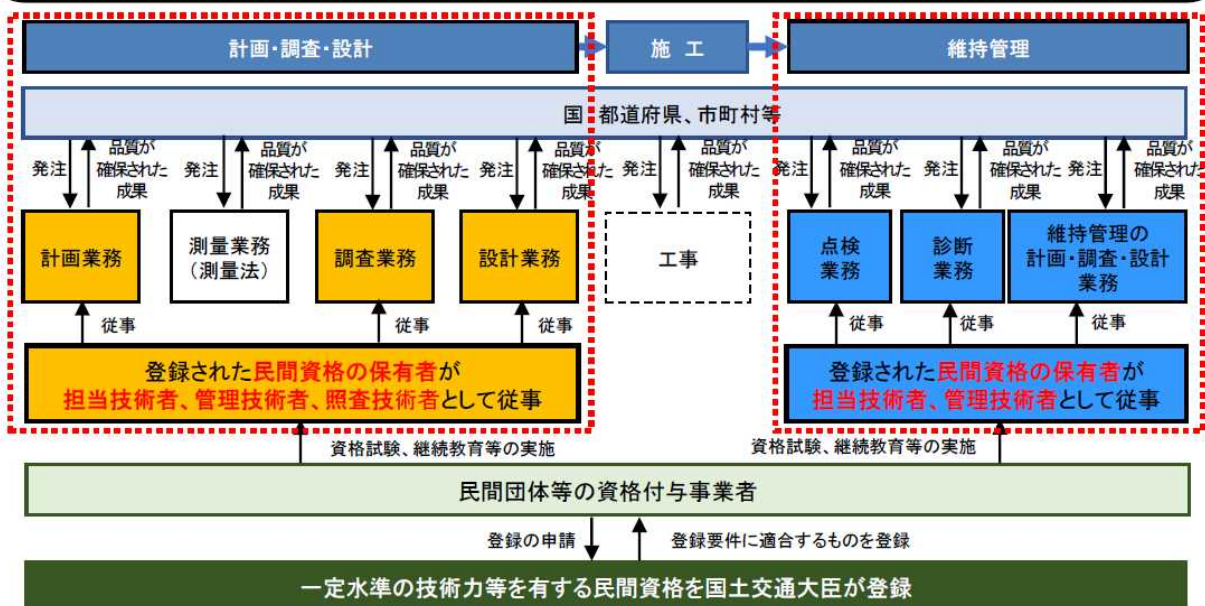 計画・調査・設計
施 工
維持管理
国 都道府県、市町村等
発注
品質が
確保された
成果
発注
品質が
確保された
成果
発注
品質が
確保された
成果
発注
品質が
確保された
成果
発注
品質が
確保された
成果
発注
品質が
確保された
成果
発注
品質が
確保された
成果
発注
品質が
確保された
成果
計画業務
測量業務
（測量法）
調査業務
設計業務
工事
点検
業務
診断
業務
維持管理の
計画・調査・設計
業務
従事
従事
従事
従事
従事
従事
登録された民間資格の保有者が
担当技術者、管理技術者、照査技術者として従事
登録された民間資格の保有者が
担当技術者、管理技術者として従事
資格試験、継続教育等の実施
資格試験、継続教育等の実施
民間団体等の資格付与事業者
登録の申請
登録要件に適合するものを登録
一定水準の技術力等を有する民間資格を国土交通大臣が登録